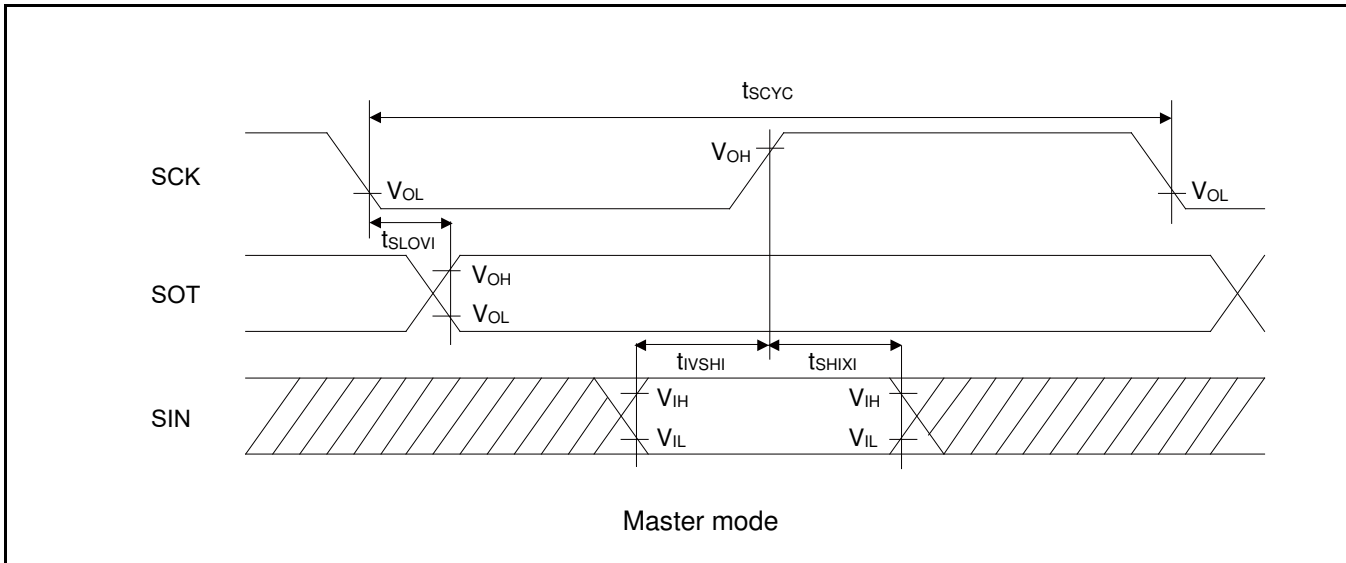 tSCYC
SCK
VOH
VOL
VOL
tSLOVI
SOT
VOH
VOL
tIVSHI
tSHIXI
SIN
VIH
VIH
VIL
VIL
Master mode